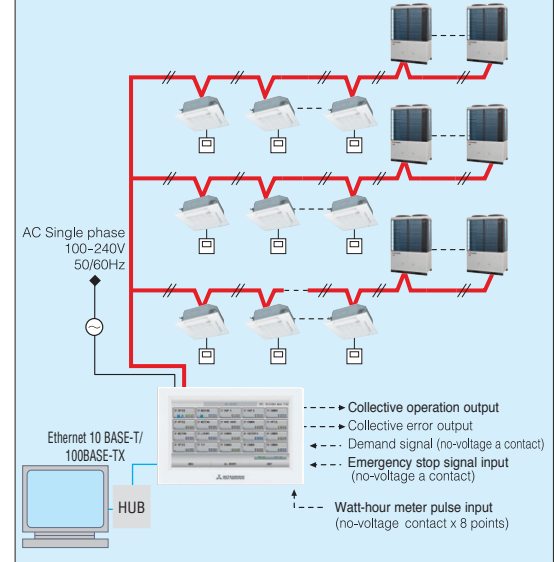 AC Single phase
100-240V
50/60Hz
Ethernet 10 BASE-T/
100BASE-TX
HUB
Collective operation output
Collective error output
Demand signal (no-voltage a contact)
Emergency stop signal input
(no-voltage a contact)
Watt-hour meter pulse input
(no-voltage contact x 8 points)